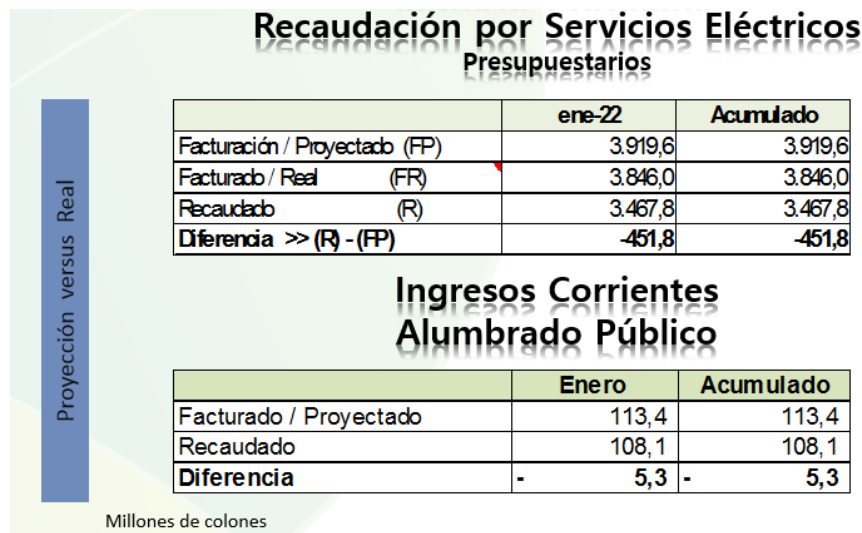 Recaudación por Servicios Eléctricos
Presupuestarios
ene-22 Acumulado
Facturación / Proyectado (FP) 3.919,6 3.919,6
Facturado / Real (FR) 3.846,0 3.846,0
Recaudado (R) 3.467,8 3.467,8
Diferencia >> (R) - (FP) -451,8 -451,8
Proyección versus Real
Ingresos Corrientes
Alumbrado Público
Enero Acumulado
Facturado / Proyectado 113,4 113,4
Recaudado 108,1 108,1
Diferencia - 5,3 - 5,3
Millones de colones